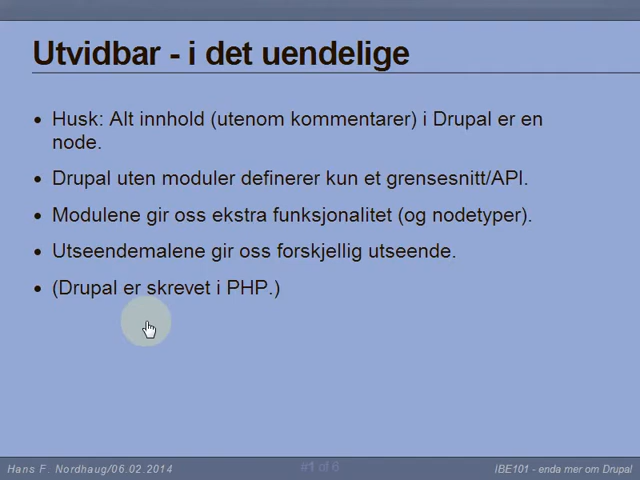 Utvidbar - i det uendelige
Husk: Alt innhold (utenom kommentarer) i Drupal er en
node.
Drupal uten moduler definerer kun et grensesnitt/API.
Modulene gir oss ekstra funksjonalitet (og nodetyper).
Utseendemalene gir oss forskjellig utseende.
(Drupal er skrevet i PHP.)
Hans F. Nordhaug/06.02.2014
#1 of 6
IBE101 - enda mer om Drupal